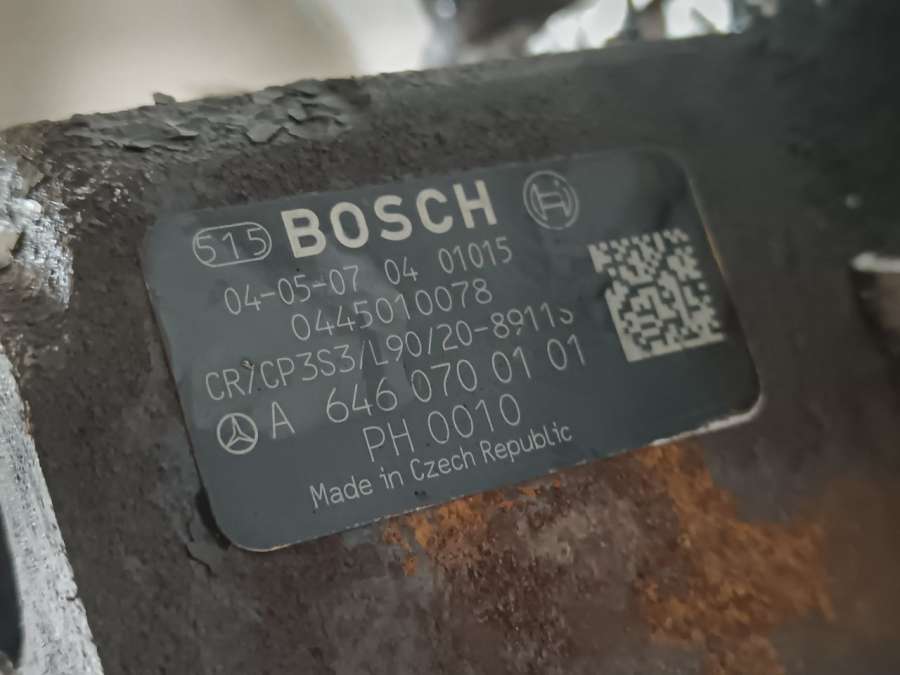 515 BOSCH
04-05-07 04 01015
0445010078
CR/CP3S3/L90/20-8911S
A 646 070 01 01
PH 0010
Made in Czech Republic